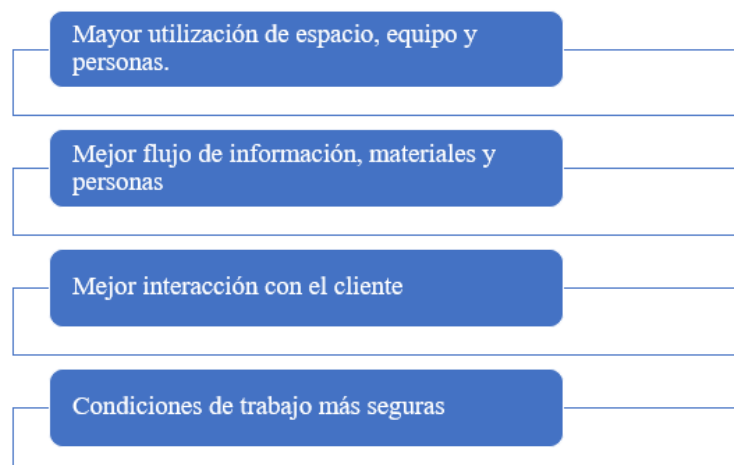 Mayor utilización de espacio, equipo y
personas.
Mejor flujo de información, materiales y
personas
Mejor interacción con el cliente
Condiciones de trabajo más seguras